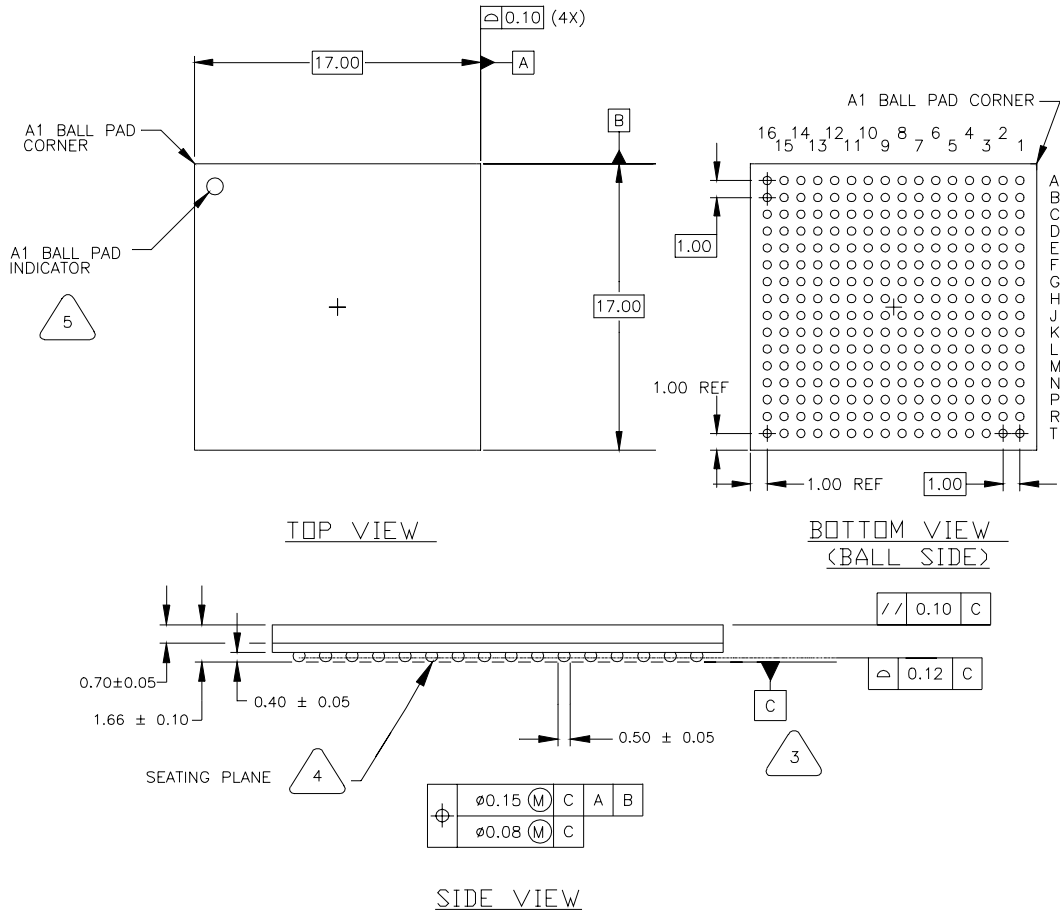 ⌓ 0.10 (4X)
17.00
A
B
A1 BALL PAD
CORNER
A1 BALL PAD
INDICATOR
5
17.00
TOP VIEW
A1 BALL PAD CORNER
16 15 14 13 12 11 10 9 8 7 6 5 4 3 2 1
A
B
C
D
E
F
G
H
J
K
L
M
N
P
R
T
1.00
1.00 REF
1.00 REF
1.00
BOTTOM VIEW
(BALL SIDE)
// 0.10 C
0.70±0.05
1.66 ± 0.10
0.40 ± 0.05
0.50 ± 0.05
⌓ 0.12 C
C
3
SEATING PLANE
4
⌖ ø0.15 Ⓜ C A B
ø0.08 Ⓜ C
SIDE VIEW